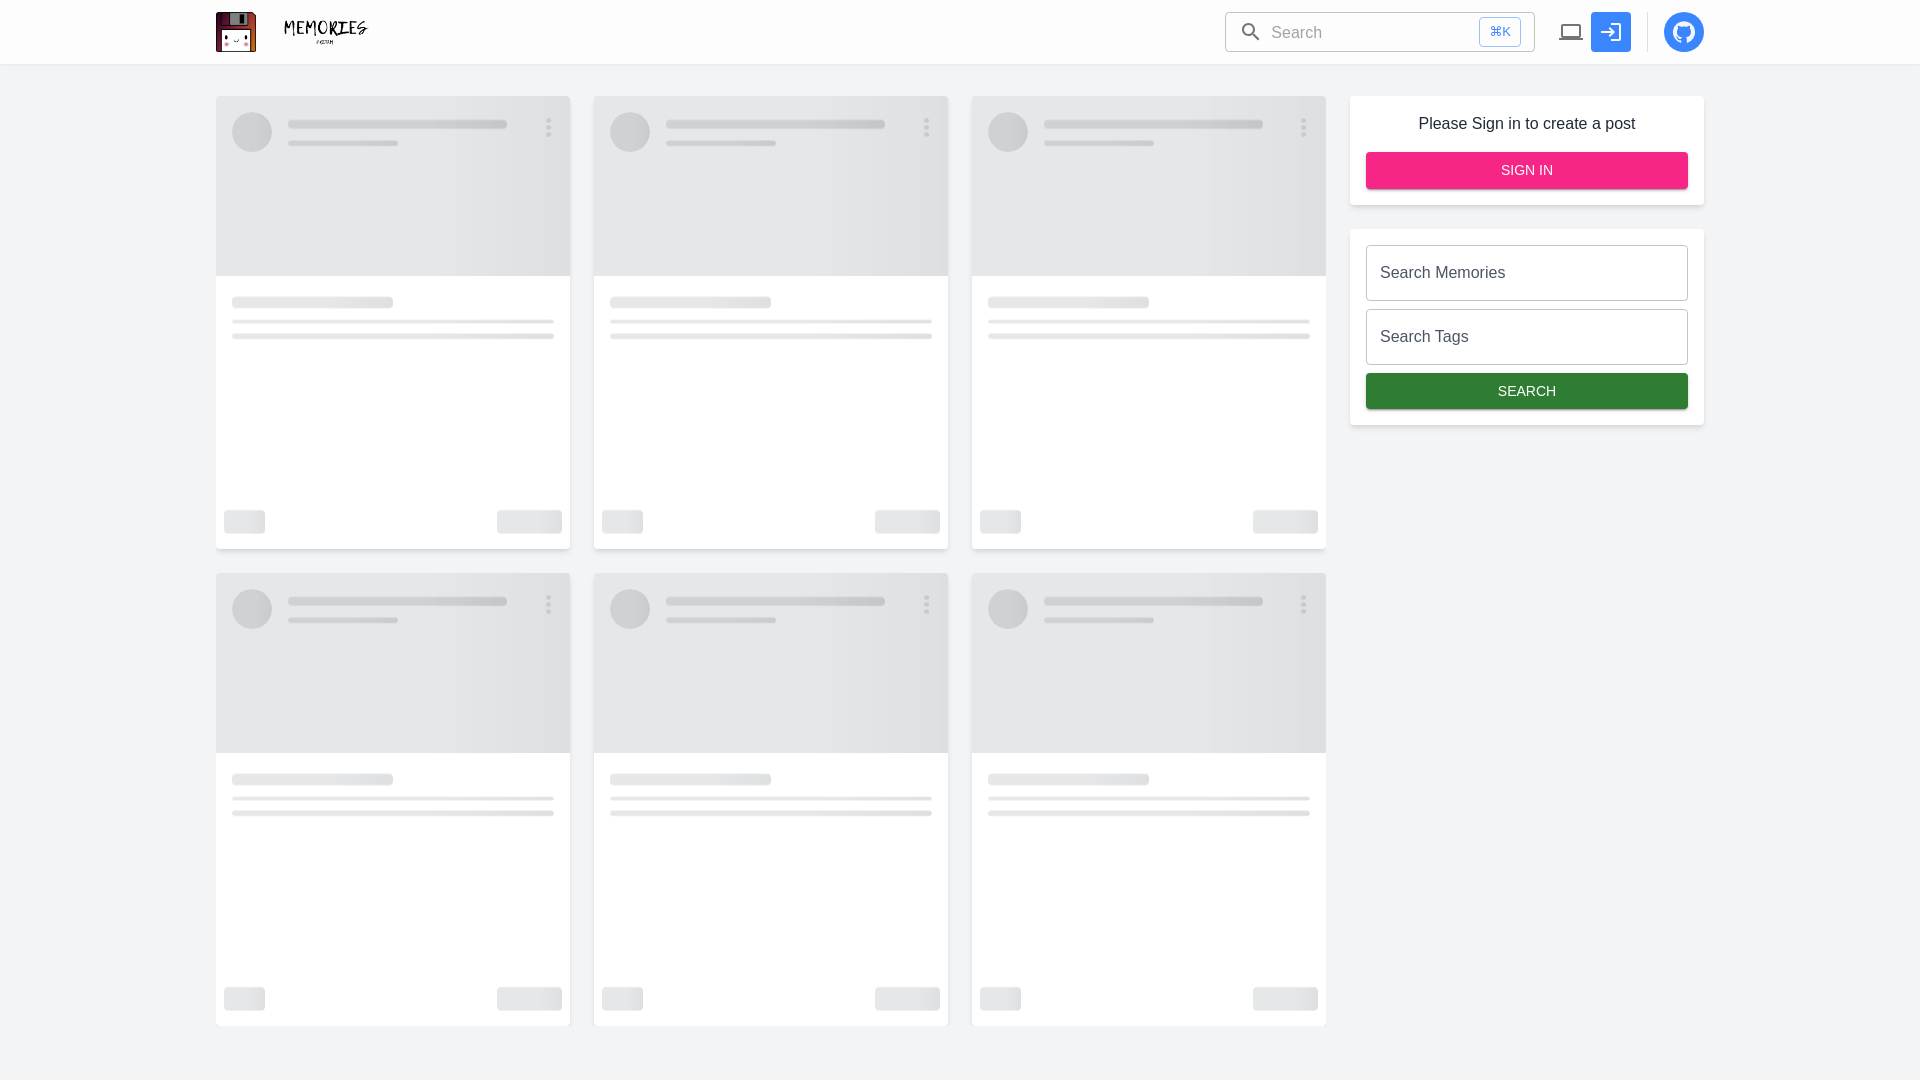 MEMORIES
Search
⌘K
Please Sign in to create a post
SIGN IN
Search Memories
Search Tags
SEARCH